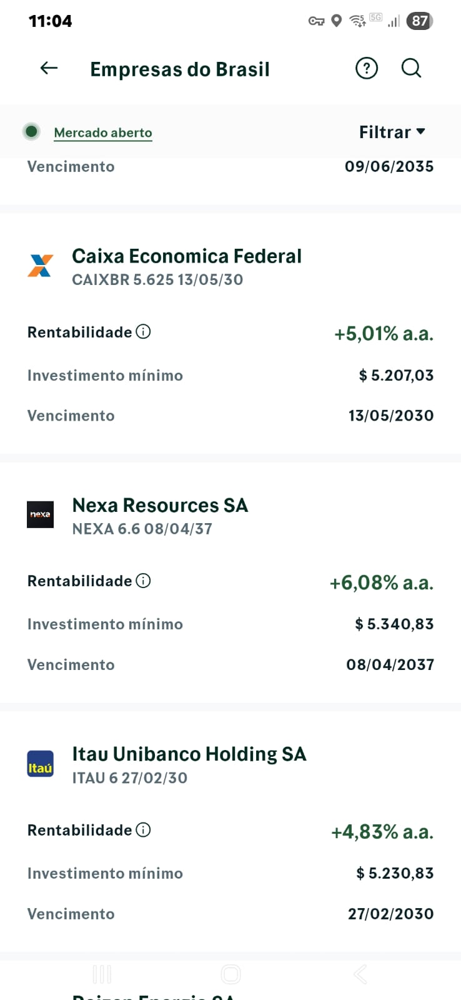 11:04
5G 87
Empresas do Brasil
?
Mercado aberto
Filtrar
Vencimento 09/06/2035
Caixa Economica Federal
CAIXBR 5.625 13/05/30
Rentabilidade +5,01% a.a.
Investimento mínimo $ 5.207,03
Vencimento 13/05/2030
nexa
Nexa Resources SA
NEXA 6.6 08/04/37
Rentabilidade +6,08% a.a.
Investimento mínimo $ 5.340,83
Vencimento 08/04/2037
Itaú
Itau Unibanco Holding SA
ITAU 6 27/02/30
Rentabilidade +4,83% a.a.
Investimento mínimo $ 5.230,83
Vencimento 27/02/2030